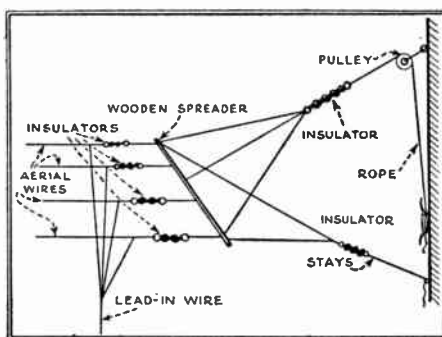 PULLEY
WOODEN SPREADER
INSULATORS
INSULATOR
AERIAL
WIRES
ROPE
INSULATOR
STAYS
LEAD-IN WIRE